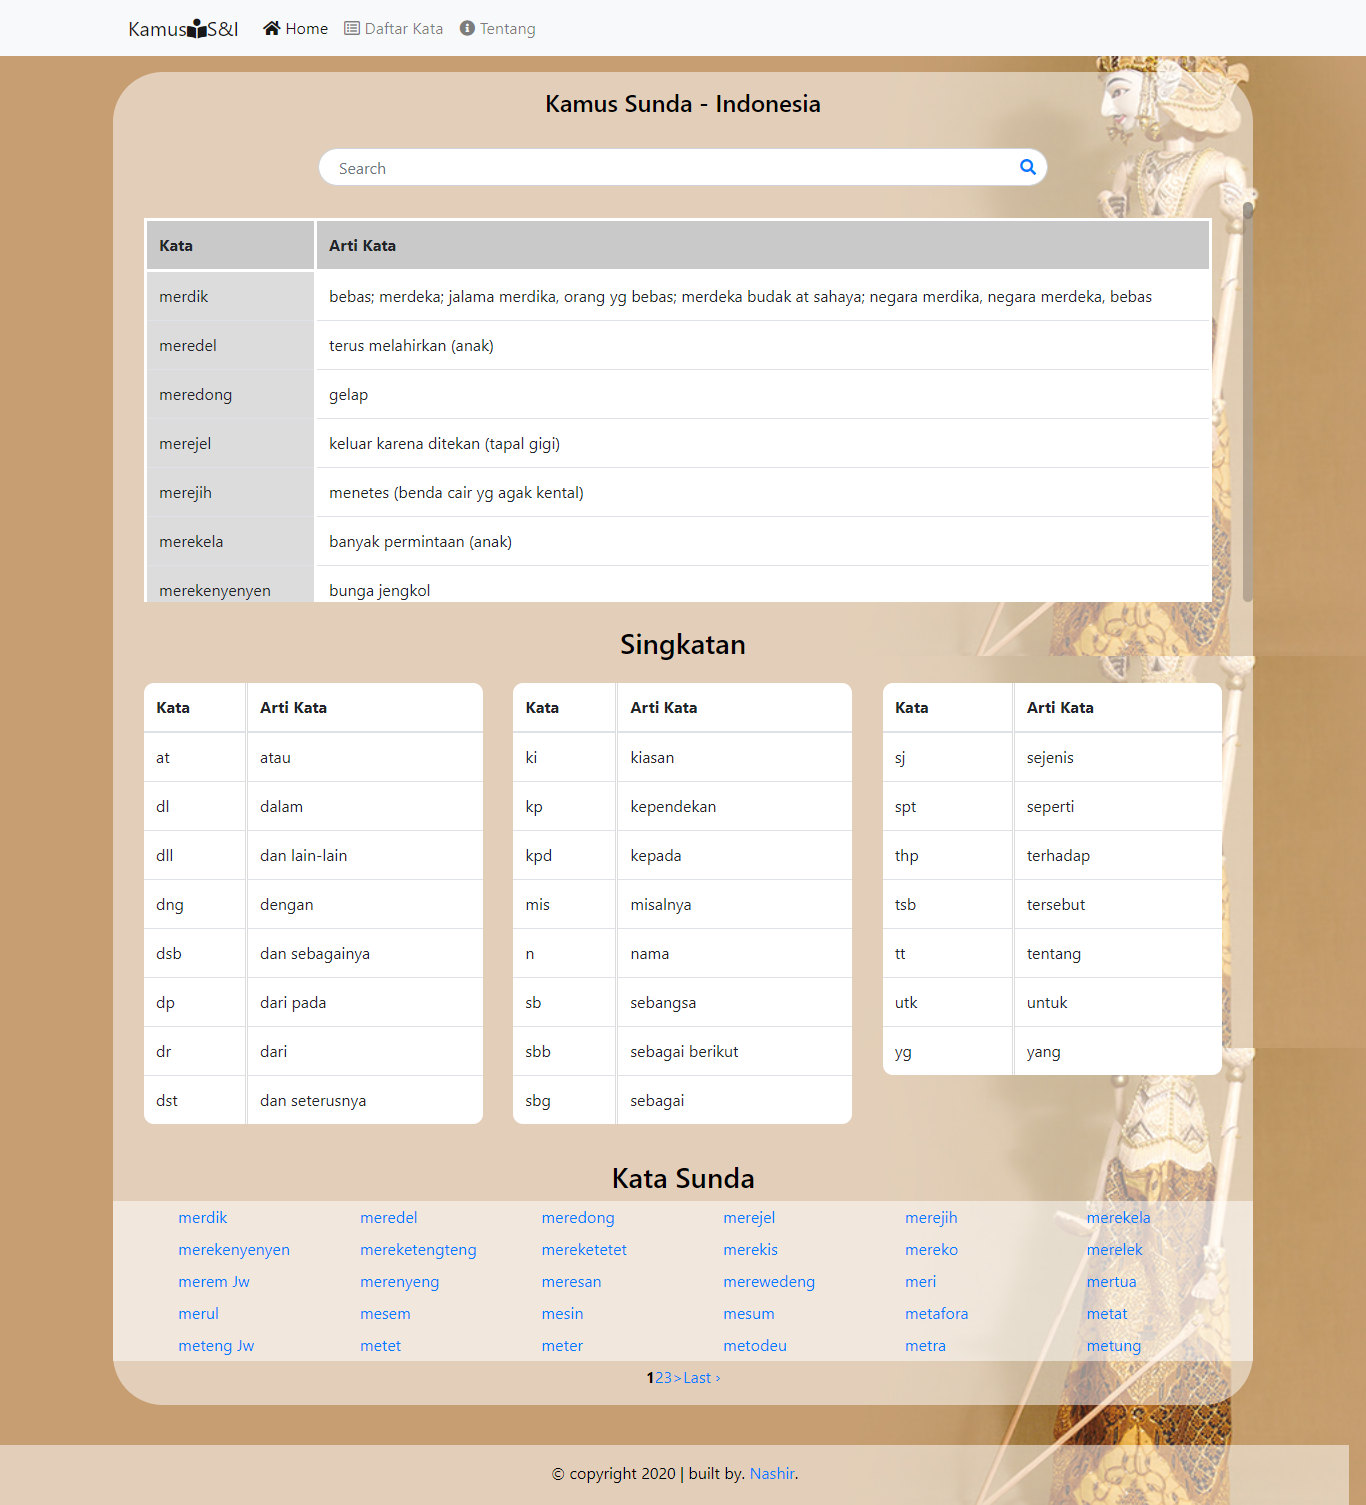 Kamus S&I Home Daftar Kata Tentang
Kamus Sunda - Indonesia
Search
Kata Arti Kata
merdik bebas; merdeka; jalama merdika, orang yg bebas; merdeka budak at sahaya; negara merdika, negara merdeka, bebas
meredel terus melahirkan (anak)
meredong gelap
merejel keluar karena ditekan (tapal gigi)
merejih menetes (benda cair yg agak kental)
merekela banyak permintaan (anak)
merekenyenyen bunga jengkol
Singkatan
Kata Arti Kata
at atau
dl dalam
dll dan lain-lain
dng dengan
dsb dan sebagainya
dp dari pada
dr dari
dst dan seterusnya
Kata Arti Kata
ki kiasan
kp kependekan
kpd kepada
mis misalnya
n nama
sb sebangsa
sbb sebagai berikut
sbg sebagai
Kata Arti Kata
sj sejenis
spt seperti
thp terhadap
tsb tersebut
tt tentang
utk untuk
yg yang
Kata Sunda
merdik meredel meredong merejel merejih merekela
merekenyenyen mereketengteng mereketetet merekis mereko merelek
merem Jw merenyeng meresan merewedeng meri mertua
merul mesem mesin mesum metafora metat
meteng Jw metet meter metodeu metra metung
123>Last ›
© copyright 2020 | built by. Nashir.